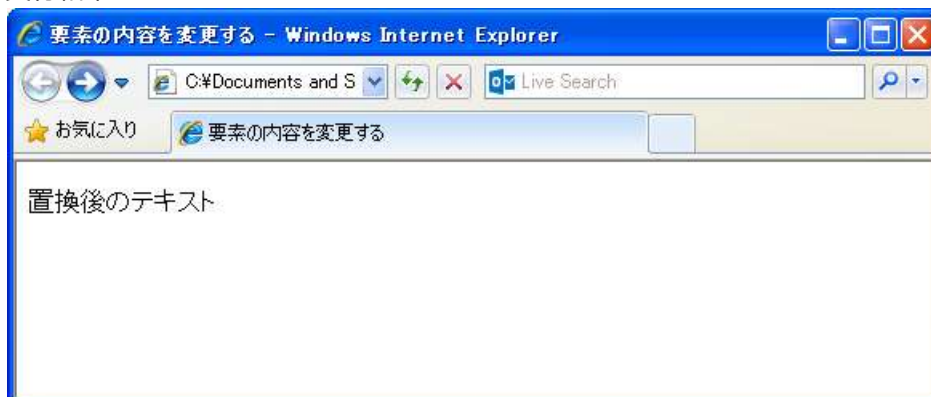 要素の内容を変更する - Windows Internet Explorer
C:¥Documents and S
Live Search
お気に入り
要素の内容を変更する
置換後のテキスト